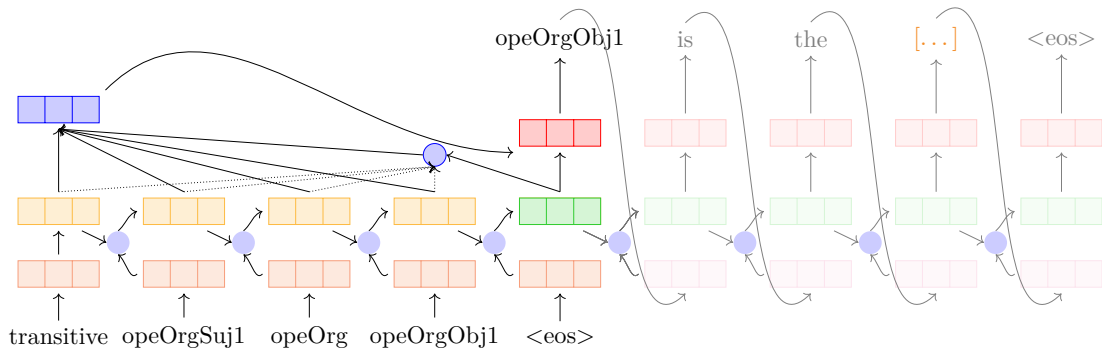 opeOrgObj1 is the [...] <eos>
transitive opeOrgSuj1 opeOrg opeOrgObj1 <eos>